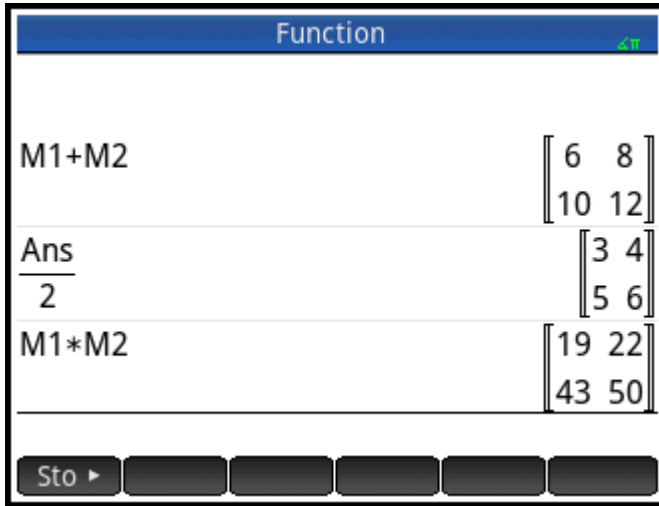 Function
∡π
M1+M2
6 8
10 12
Ans
2
3 4
5 6
M1*M2
19 22
43 50
Sto ▸